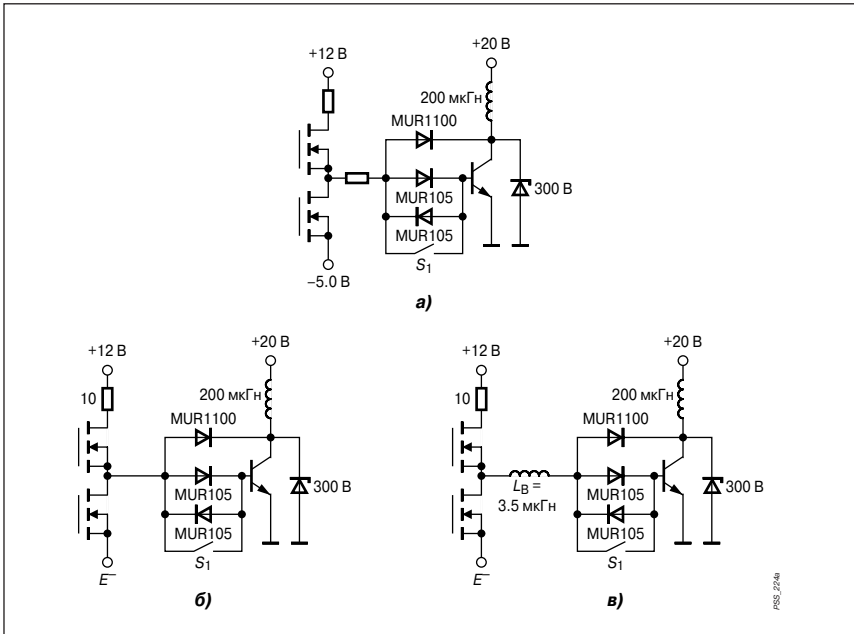 +20 В
+12 В
200 мкГн
MUR1100
MUR105
300 В
MUR105
S1
–5.0 В
а)
+12 В
+20 В
10
200 мкГн
MUR1100
MUR105
300 В
MUR105
S1
E–
б)
+12 В
+20 В
10
200 мкГн
MUR1100
LB =
3.5 мкГн
MUR105
300 В
MUR105
S1
E–
в)
PSS_224a